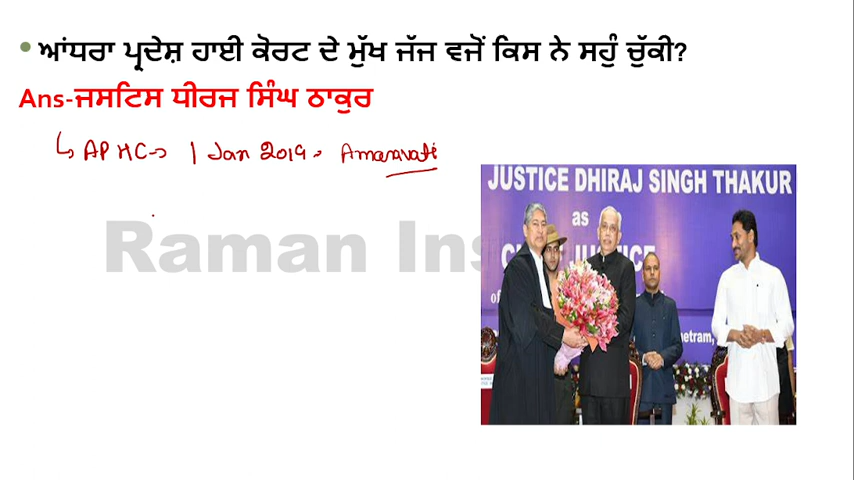 • ਆਂਧਰਾ ਪ੍ਰਦੇਸ਼ ਹਾਈ ਕੋਰਟ ਦੇ ਮੁੱਖ ਜੱਜ ਵਜੋਂ ਕਿਸ ਨੇ ਸਹੁੰ ਚੁੱਕੀ?
Ans-ਜਸਟਿਸ ਧੀਰਜ ਸਿੰਘ ਠਾਕੁਰ
↳ AP HC→ 1 Jan 2019 - Amaravati
JUSTICE DHIRAJ SINGH THAKUR
as
JUSTICE
Raman Ins